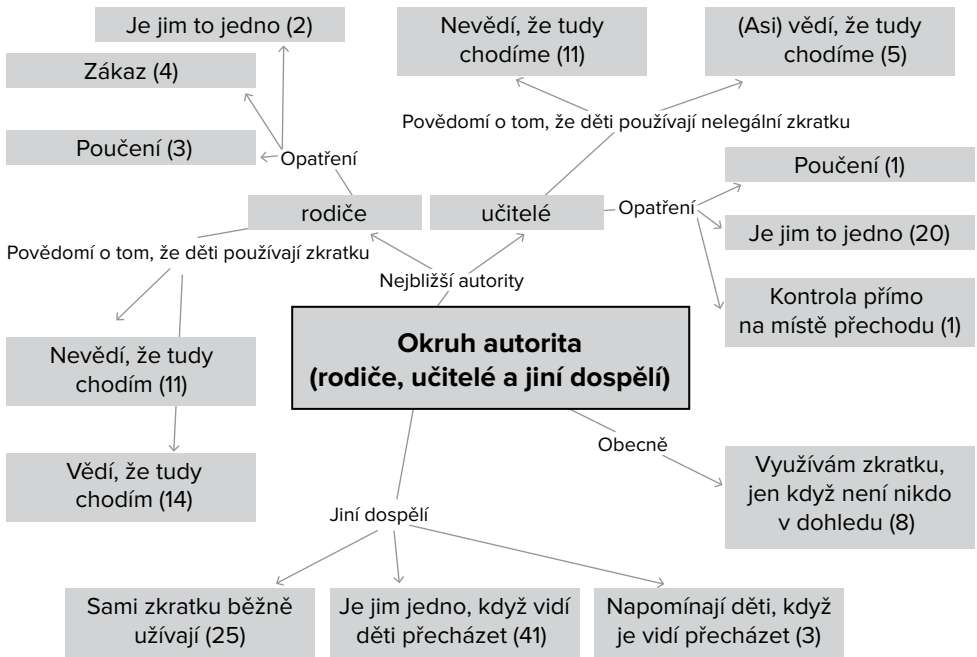 Je jim to jedno (2)
Zákaz (4)
Poučení (3)
Opatření
Nevědí, že tudy
chodíme (11)
(Asi) vědí, že tudy
chodíme (5)
Povědomí o tom, že děti používají nelegální zkratku
Poučení (1)
Opatření
Je jim to jedno (20)
Kontrola přímo
na místě přechodu (1)
rodiče
učitelé
Povědomí o tom, že děti používají zkratku
Nejbližší autority
Okruh autorita
(rodiče, učitelé a jiní dospělí)
Nevědí, že tudy
chodím (11)
Vědí, že tudy
chodím (14)
Obecně
Využívám zkratku,
jen když není nikdo
v dohledu (8)
Jiní dospělí
Sami zkratku běžně
užívají (25)
Je jim jedno, když vidí
děti přecházet (41)
Napomínají děti, když
je vidí přecházet (3)